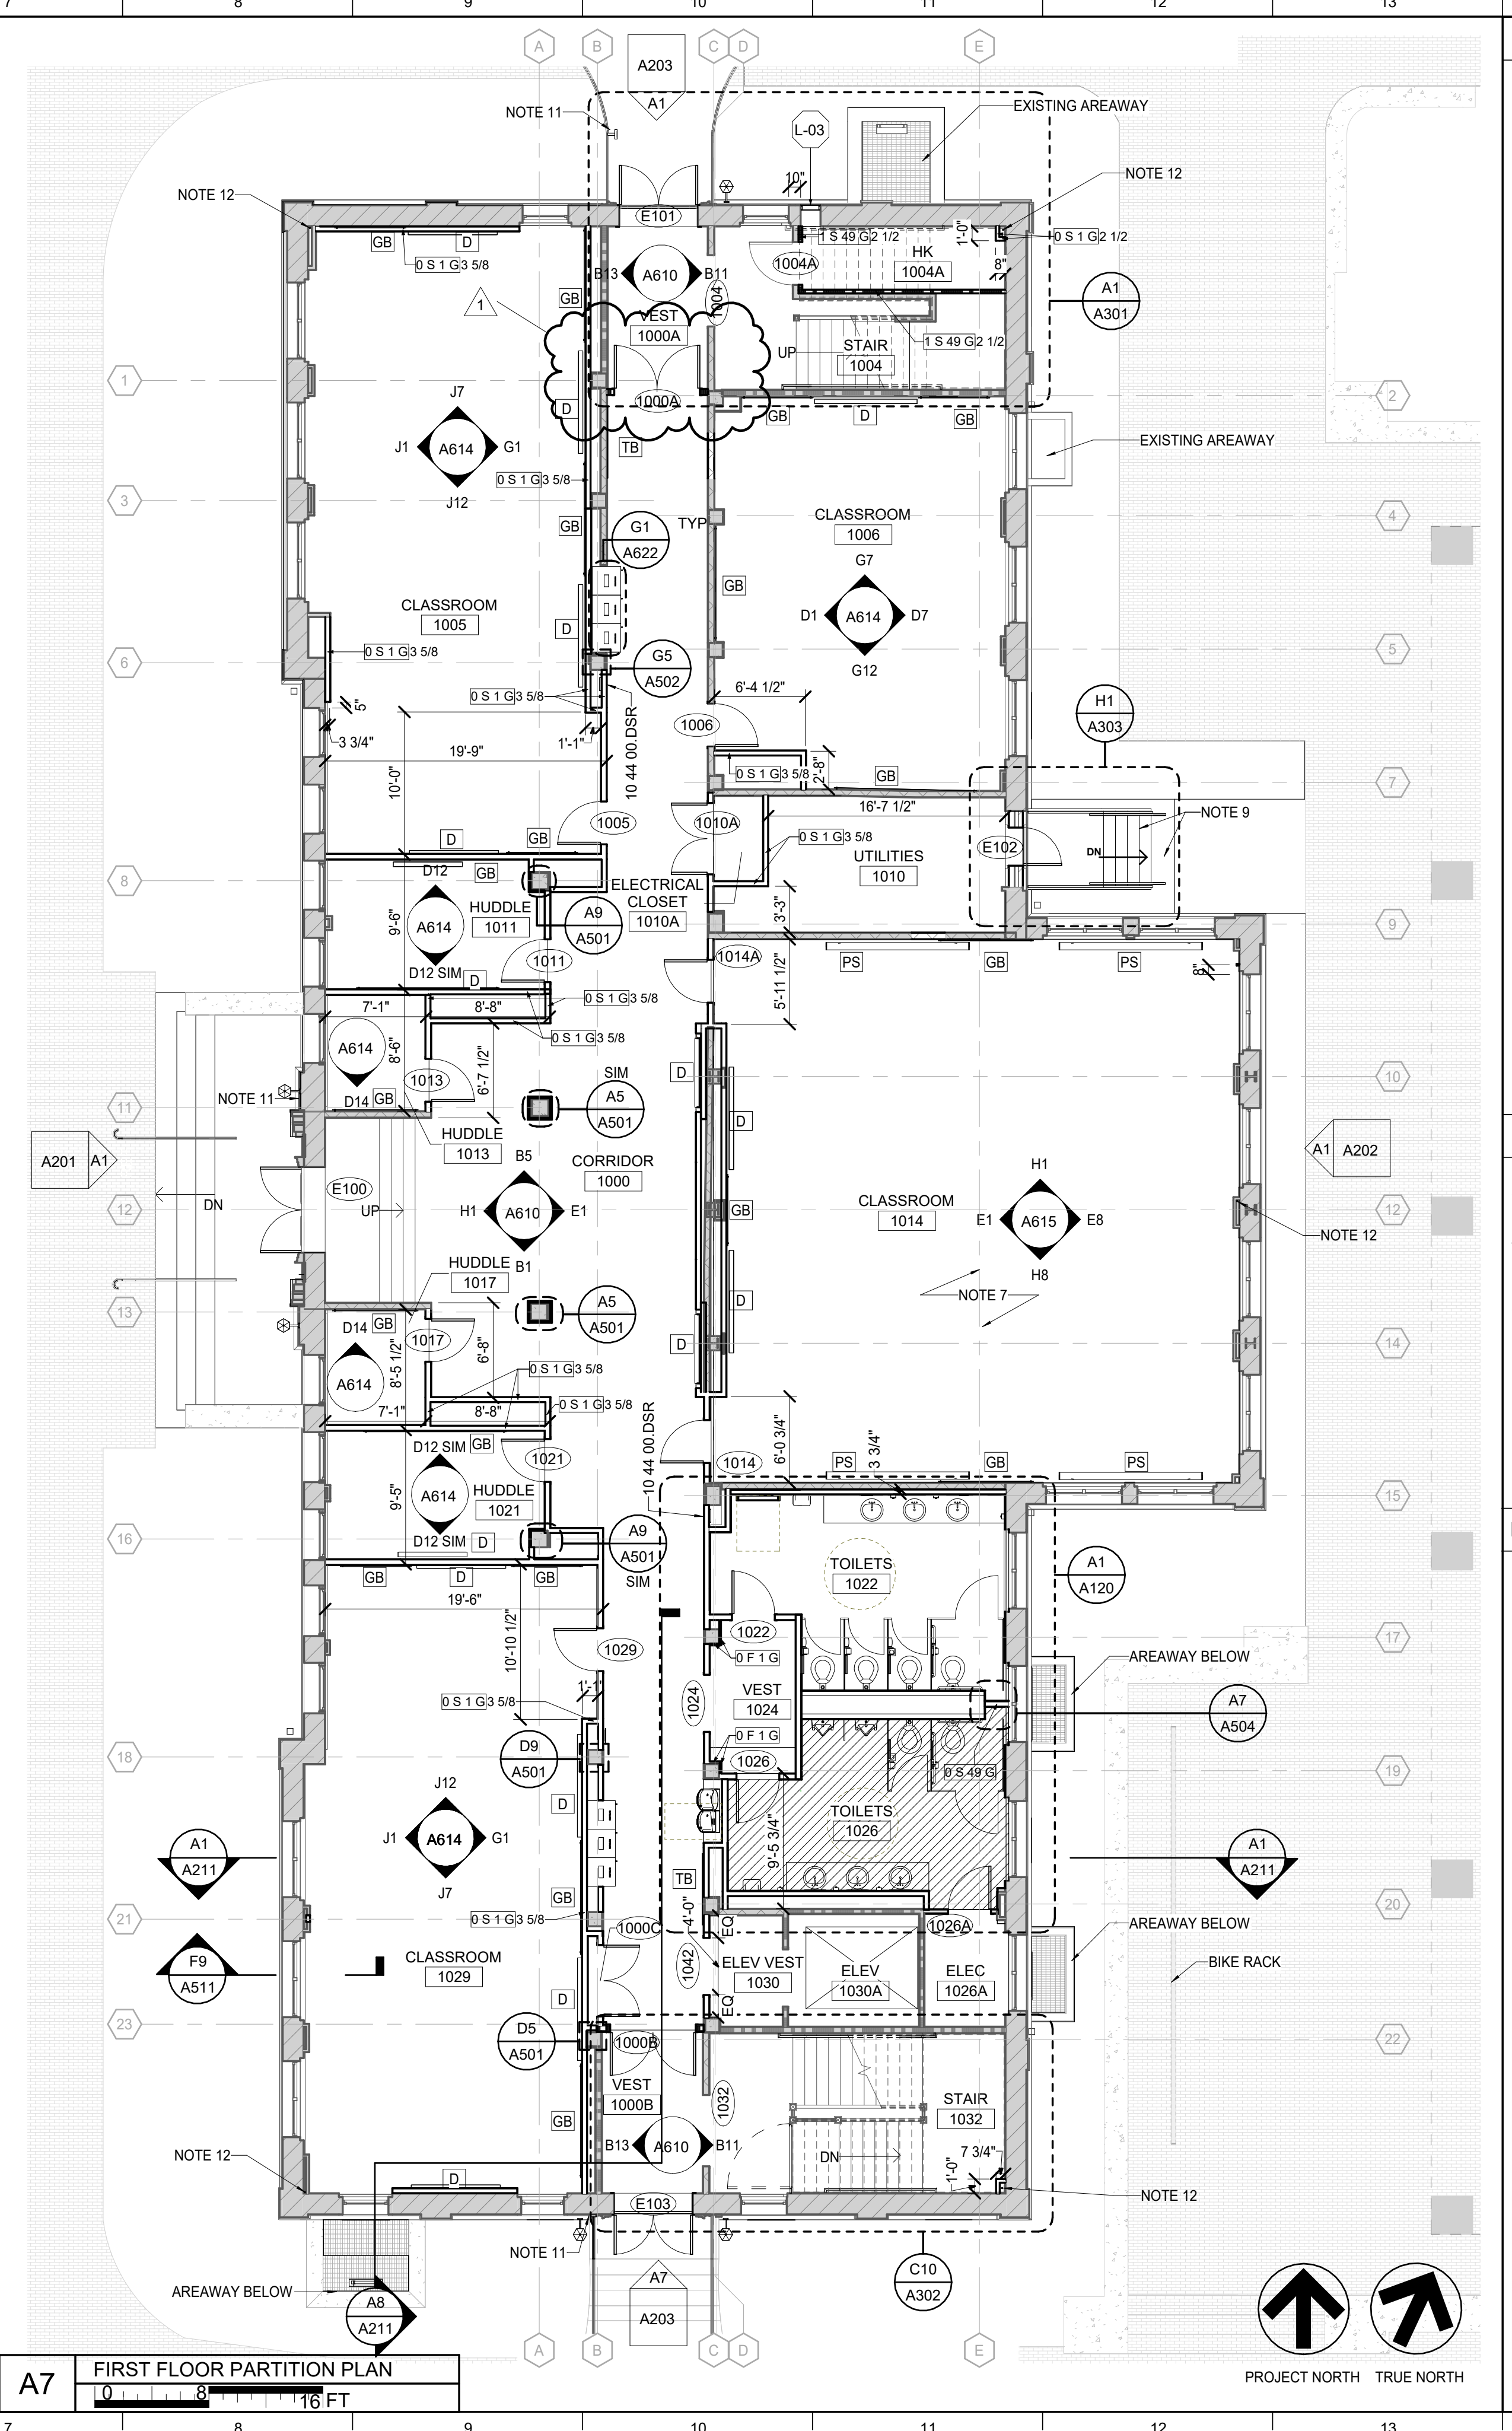 7 8 9 10 11 12 13
A B C D E
A203
A1
NOTE 11
EXISTING AREAWAY
L-03
10"
NOTE 12
NOTE 12
E101
GB D
0 S 1 G 3 5/8
1 S 49 G 2 1/2
1'-0"
0 S 1 G 2 1/2
HK
1004A
1004A
8"
B13 A610 B11
1004
GB
A1
A301
1
VEST
1000A
1 S 49 G 2 1/2
STAIR
1004
UP
1
1000A
2
J7
D
GB D GB
TB
J1 A614 G1
EXISTING AREAWAY
J12
0 S 1 G 3 5/8
3
4
CLASSROOM
1006
TYP
GB
G1
A622
G7
GB
CLASSROOM
1005
D1 A614 D7
D
G12
0 S 1 G 3 5/8
5
6
G5
A502
0 S 1 G 3 5/8
6'-4 1/2"
5"
10 44 00.DSR
1006
H1
A303
3 3/4"
1'-1"
19'-9"
10'-0"
0 S 1 G 3 5/8
2'-8"
GB
7
16'-7 1/2"
NOTE 9
1005
1010A
0 S 1 G 3 5/8
D GB
E102
DN
UTILITIES
1010
8
D12 GB
ELECTRICAL
CLOSET
1010A
HUDDLE
1011
9'-6"
A614
A9
A501
3'-3"
9
1011
1014A
D12 SIM
D
PS GB PS
8"
5'-11 1/2"
0 S 1 G 3 5/8
7'-1" 8'-8"
0 S 1 G 3 5/8
A614
8'-6"
6'-7 1/2"
SIM
D
10
1013
NOTE 11
D14 GB
11
A5
A501
D
HUDDLE
1013
A201 A1
B5
CORRIDOR
1000
H1
A1 A202
E100
CLASSROOM
1014
12
DN
UP
H1 A610 E1
GB
E1 A615 E8
12
NOTE 12
B1
H8
HUDDLE
1017
NOTE 7
D
13
A5
A501
D14 GB
1017
D
14
8'-5 1/2"
6'-8"
A614
0 S 1 G 3 5/8
7'-1" 8'-8"
0 S 1 G 3 5/8
10 44 00.DSR
D12 SIM GB
1021
1014
6'-0 3/4"
PS
3 3/4"
GB PS
9'-5"
A614
HUDDLE
1021
15
16
D12 SIM D
A9
A501
SIM
TOILETS
1022
A1
A120
GB D GB
19'-6"
10'-10 1/2"
1029
1022
17
0 F 1 G
AREAWAY BELOW
VEST
1024
1'-1"
0 S 1 G 3 5/8
1024
A7
A504
0 F 1 G
18
D9
A501
1026
0 S 49 G
19
J12
D
TOILETS
1026
J1 A614 G1
9'-5 3/4"
A1
A211
A1
A211
J7
TB
GB
4'-0"
20
21
0 S 1 G 3 5/8
1000C
EQ
1026A
AREAWAY BELOW
F9
A511
CLASSROOM
1029
1042
ELEV VEST
1030
ELEV
1030A
ELEC
1026A
BIKE RACK
D
EQ
23
D5
A501
1000B
22
VEST
1000B
1032
STAIR
1032
GB
B13 A610 B11
NOTE 12
DN
7 3/4"
1'-0"
D
NOTE 12
E103
NOTE 11
C10
A302
A7
A203
AREAWAY BELOW
A8
A211
A B C D E
PROJECT NORTH TRUE NORTH
A7 FIRST FLOOR PARTITION PLAN
0 8 16 FT
7 8 9 10 11 12 13